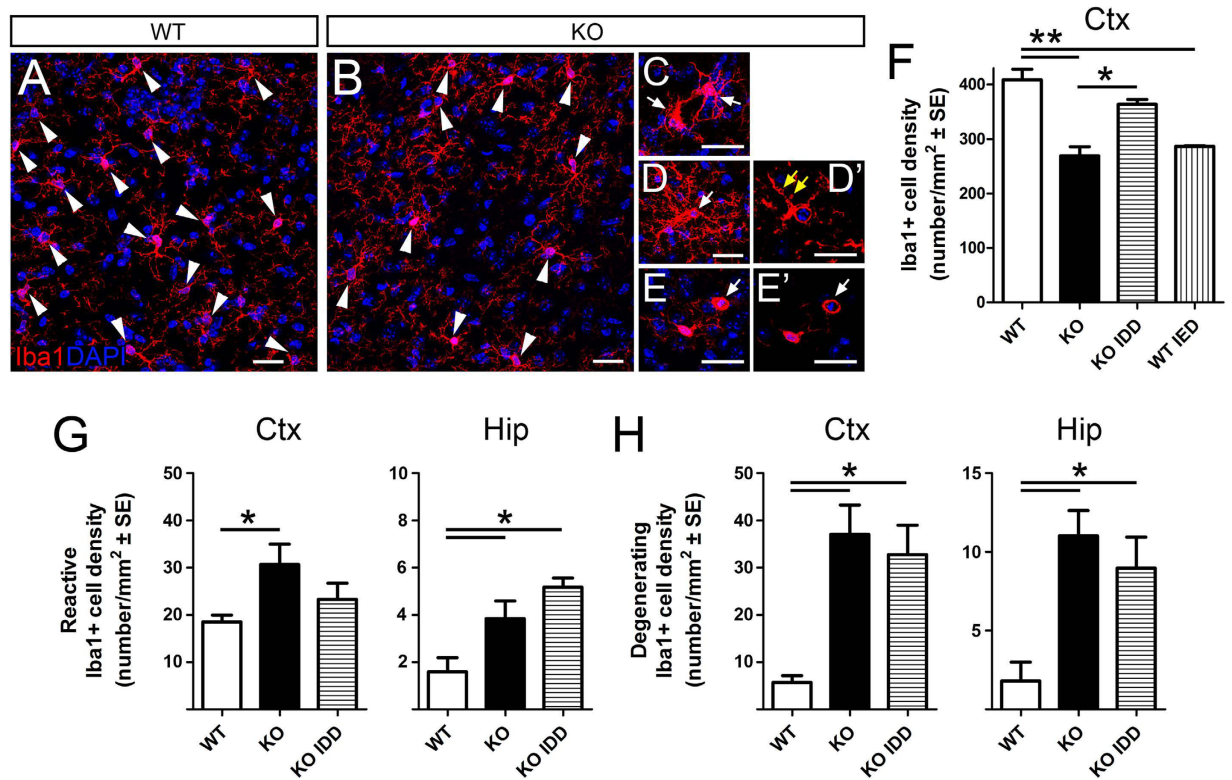 WT
KO
A
B
C
D
D'
E
E'
Iba1DAPI
F
Ctx
**
*
Iba1+ cell density
(number/mm² ± SE)
400
300
200
100
0
WT
KO
KO IDD
WT IED
G
Ctx
Hip
Reactive
Iba1+ cell density
(number/mm² ± SE)
50
40
30
20
10
*
WT
KO
KO IDD
10
8
6
4
2
*
WT
KO
KO IDD
H
Ctx
Hip
Degenerating
Iba1+ cell density
(number/mm² ± SE)
50
40
30
20
10
*
WT
KO
KO IDD
15
10
5
*
WT
KO
KO IDD